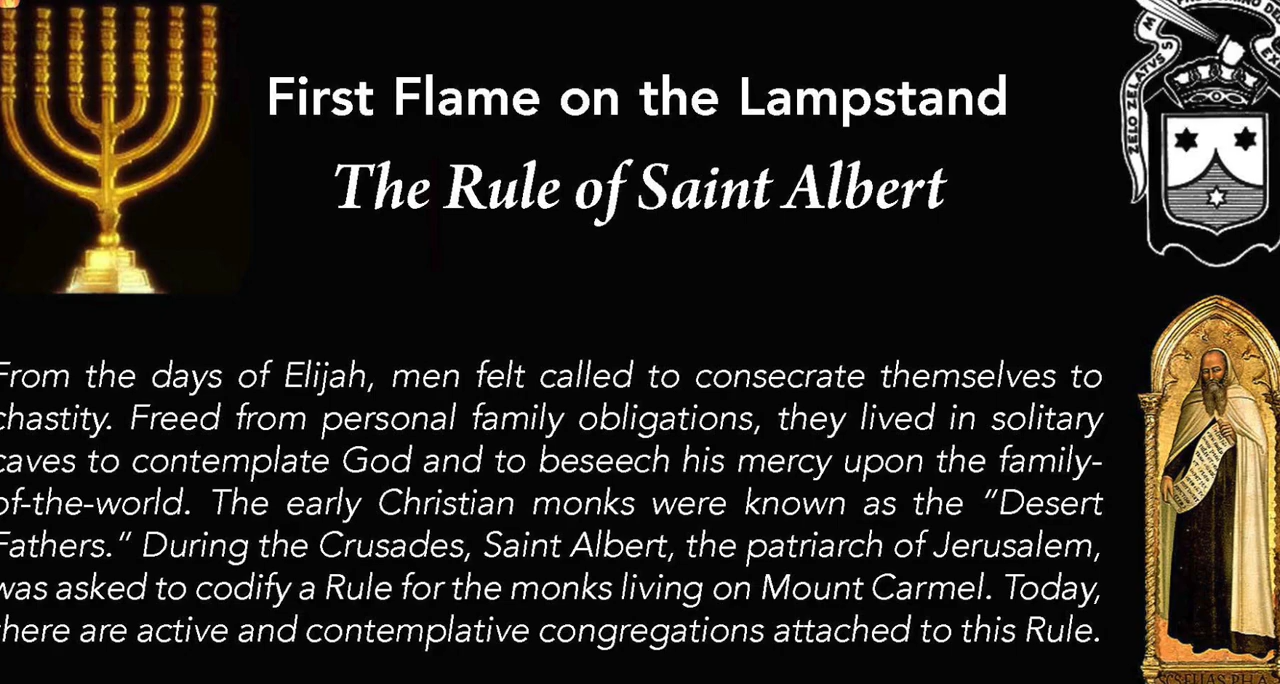 First Flame on the Lampstand
The Rule of Saint Albert
ZELO ZELATUS S
From the days of Elijah, men felt called to consecrate themselves to
chastity. Freed from personal family obligations, they lived in solitary
caves to contemplate God and to beseech his mercy upon the family-
of-the-world. The early Christian monks were known as the “Desert
Fathers.” During the Crusades, Saint Albert, the patriarch of Jerusalem,
was asked to codify a Rule for the monks living on Mount Carmel. Today,
there are active and contemplative congregations attached to this Rule.